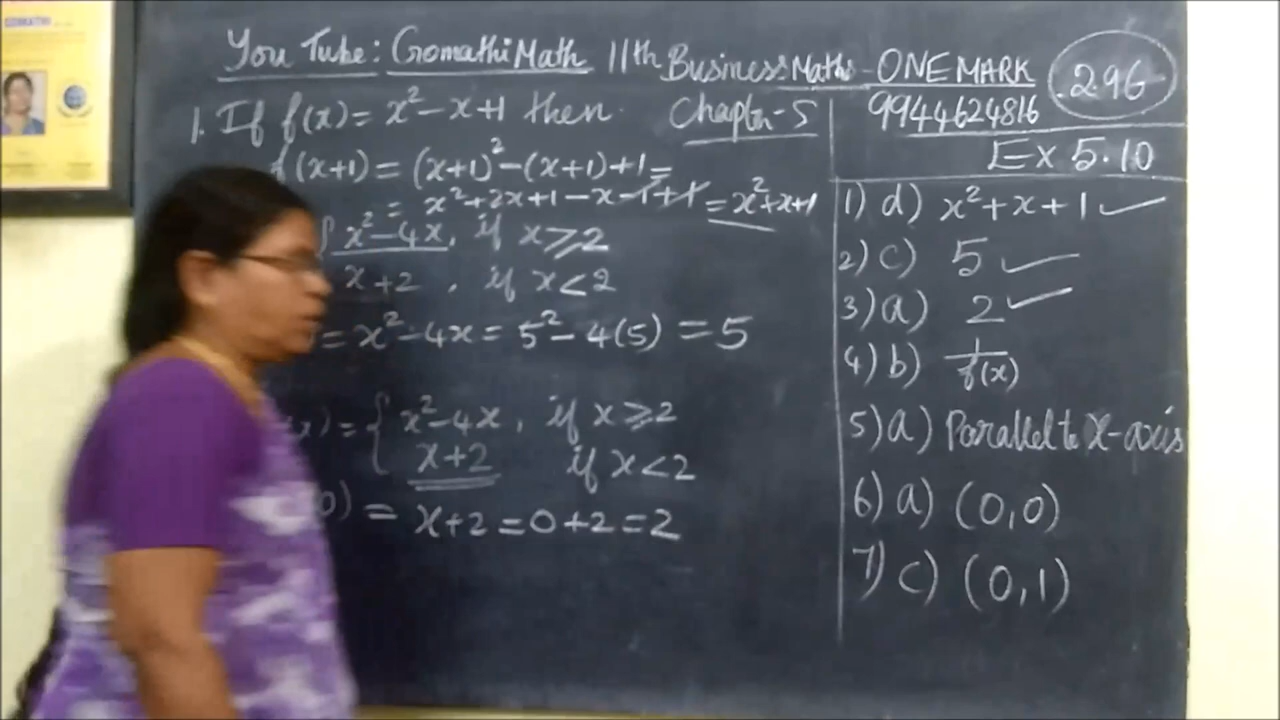 You Tube: GomathiMath 11th Business Maths - ONE MARK 296
9944624816
Chapter-5
Ex 5.10
1. If f(x) = x² - x + 1 then
f(x+1) = (x+1)² - (x+1) + 1 =
= x² + 2x + 1 - x - 1 + 1 = x² + x + 1
{ x² - 4x, if x ≥ 2
x + 2, if x < 2
= x² - 4x = 5² - 4(5) = 5
x) = { x² - 4x, if x ≥ 2
x + 2 if x < 2
0) = x + 2 = 0 + 2 = 2
1) d) x² + x + 1 ✓
2) c) 5 ✓
3) a) 2 ✓
4) b) 1/f(x)
5) a) Parallel to X-axis
6) a) (0,0)
7) c) (0,1)